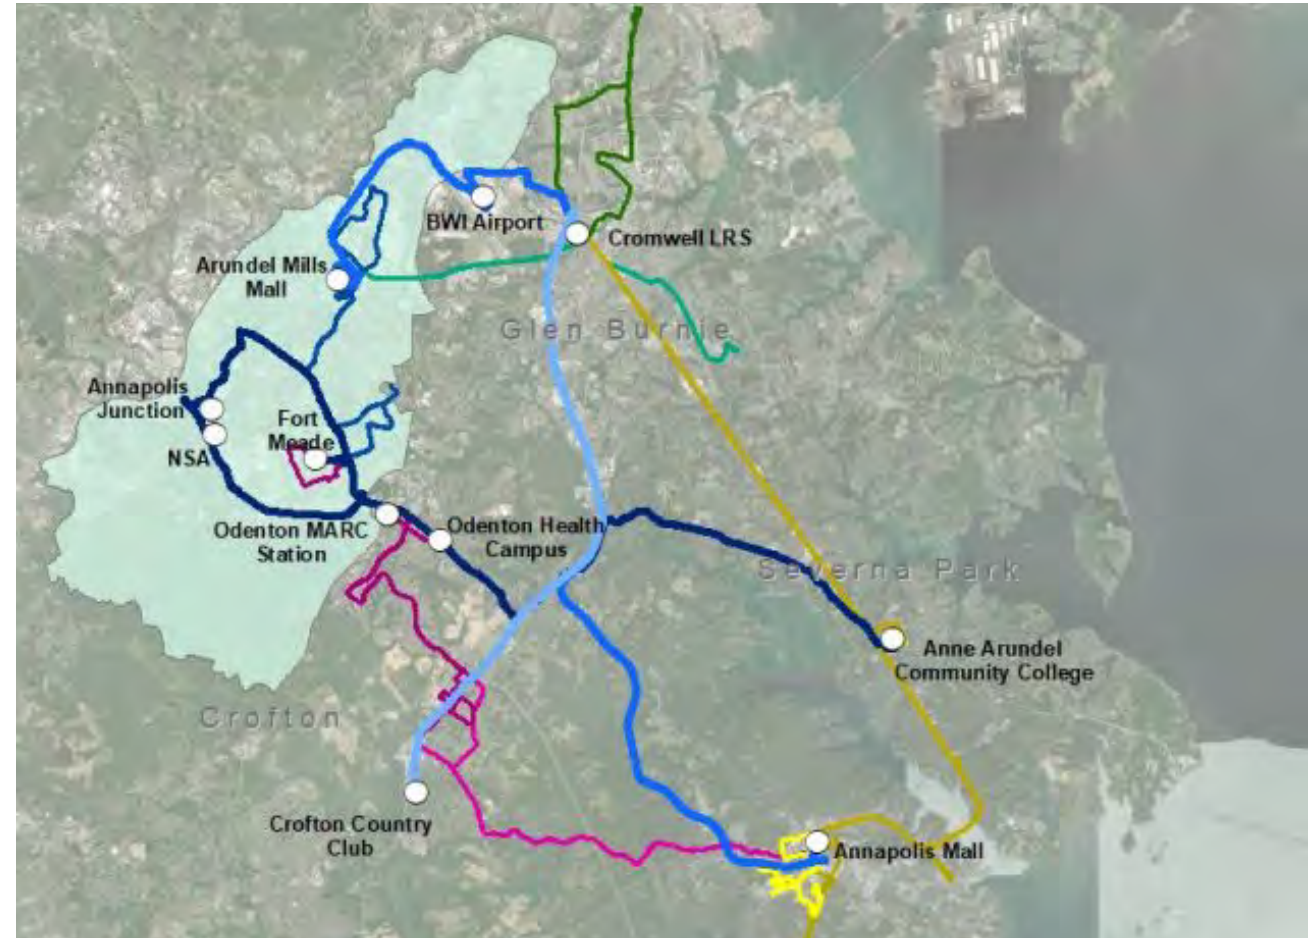 BWI Airport
Cromwell LRS
Arundel Mills
Mall
Glen Burnie
Annapolis
Junction
Fort
Meade
NSA
Odenton MARC
Station
Odenton Health
Campus
Severna Park
Anne Arundel
Community College
Crofton
Crofton Country
Club
Annapolis Mall